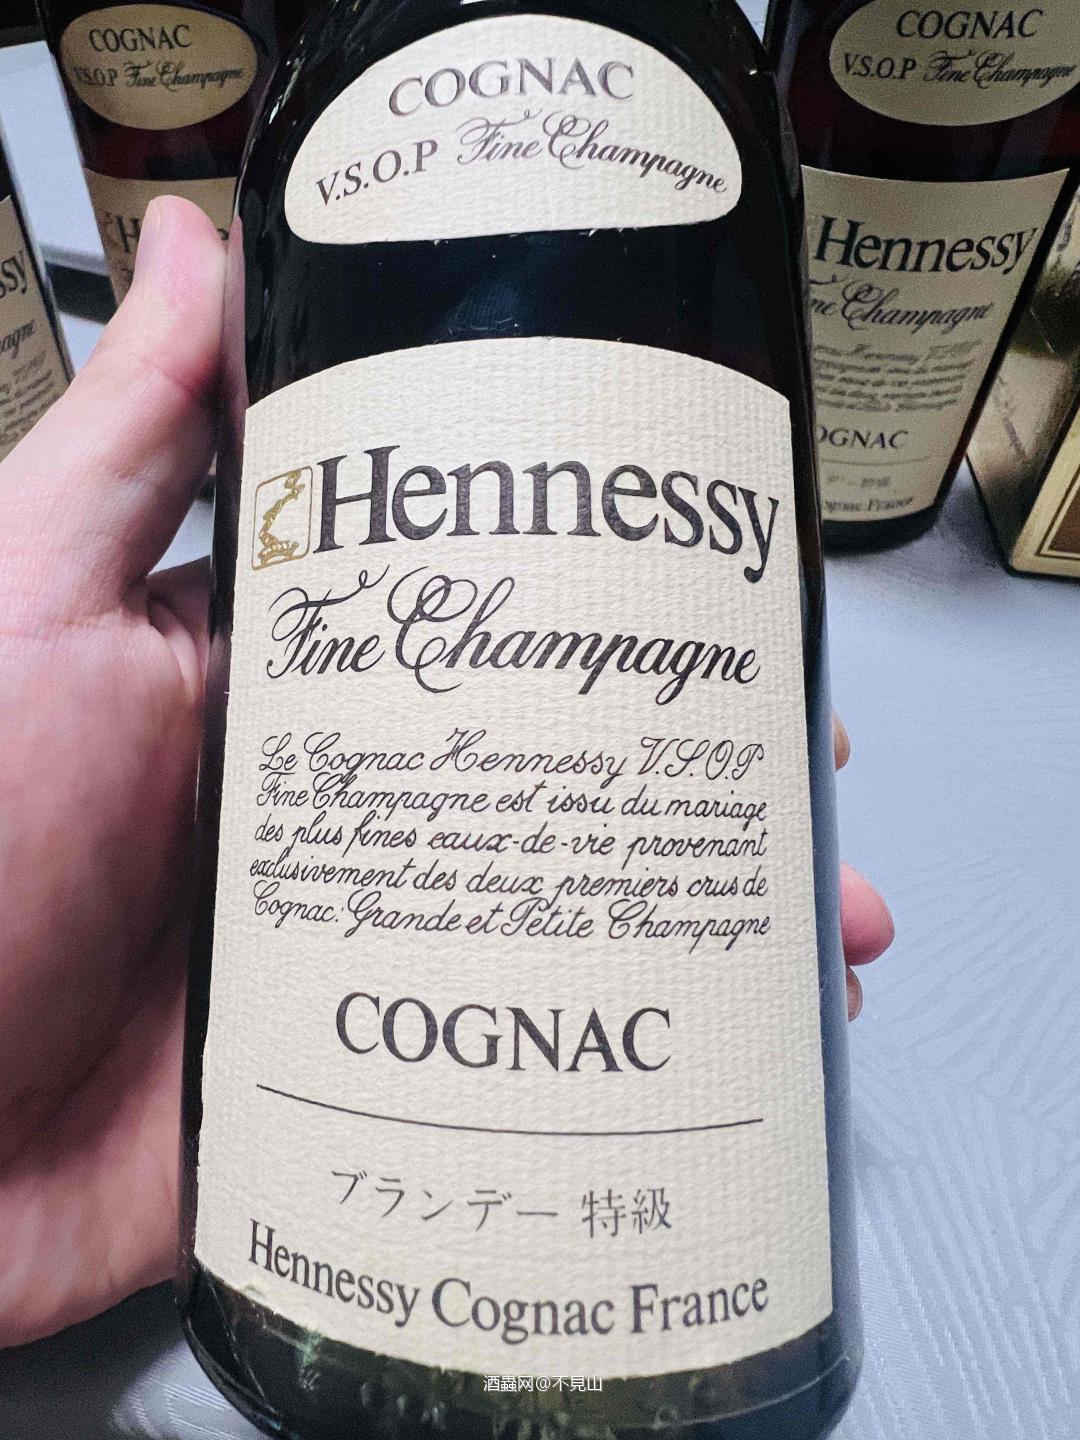 COGNAC
V.S.O.P Fine Champagne
Hennessy
Fine Champagne
Le Cognac Hennessy V.S.O.P
Fine Champagne est issu du mariage
des plus fines eaux-de-vie provenant
exclusivement des deux premiers crus de
Cognac: Grande et Petite Champagne
COGNAC
ブランデー 特級
Hennessy Cognac France
COGNAC
V.S.O.P Fine Champagne
COGNAC
V.S.O.P Fine Champagne
Hennessy
Champagne
酒蟲网@不見山